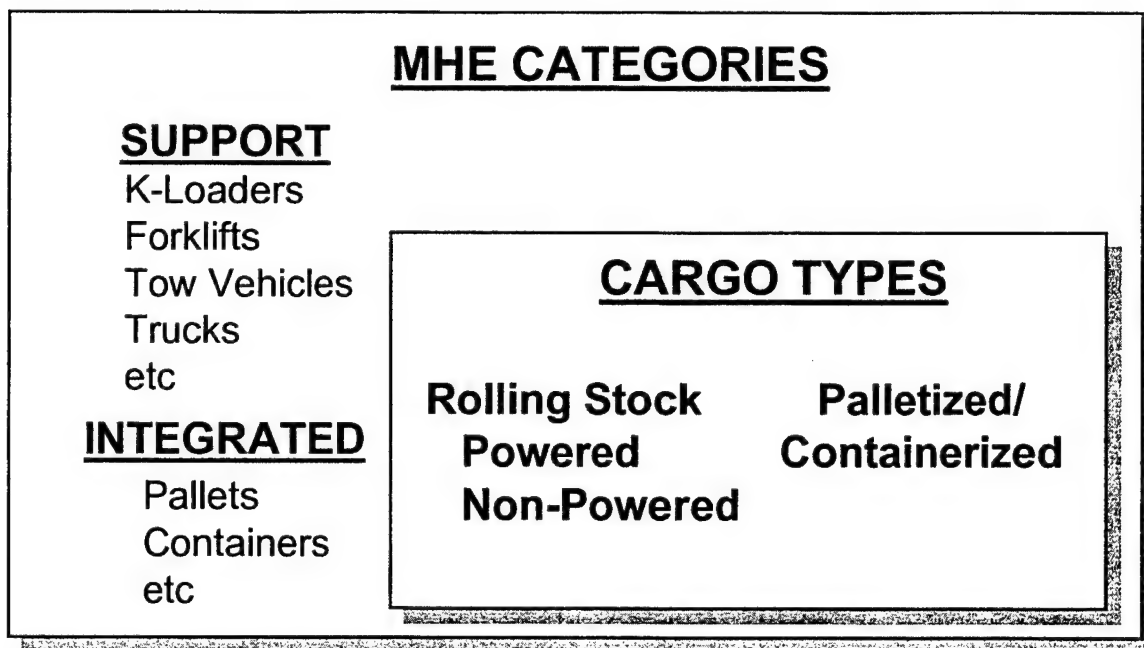 MHE CATEGORIES
SUPPORT
K-Loaders
Forklifts
Tow Vehicles
Trucks
etc
INTEGRATED
Pallets
Containers
etc
CARGO TYPES
Rolling Stock
Powered
Non-Powered
Palletized/
Containerized